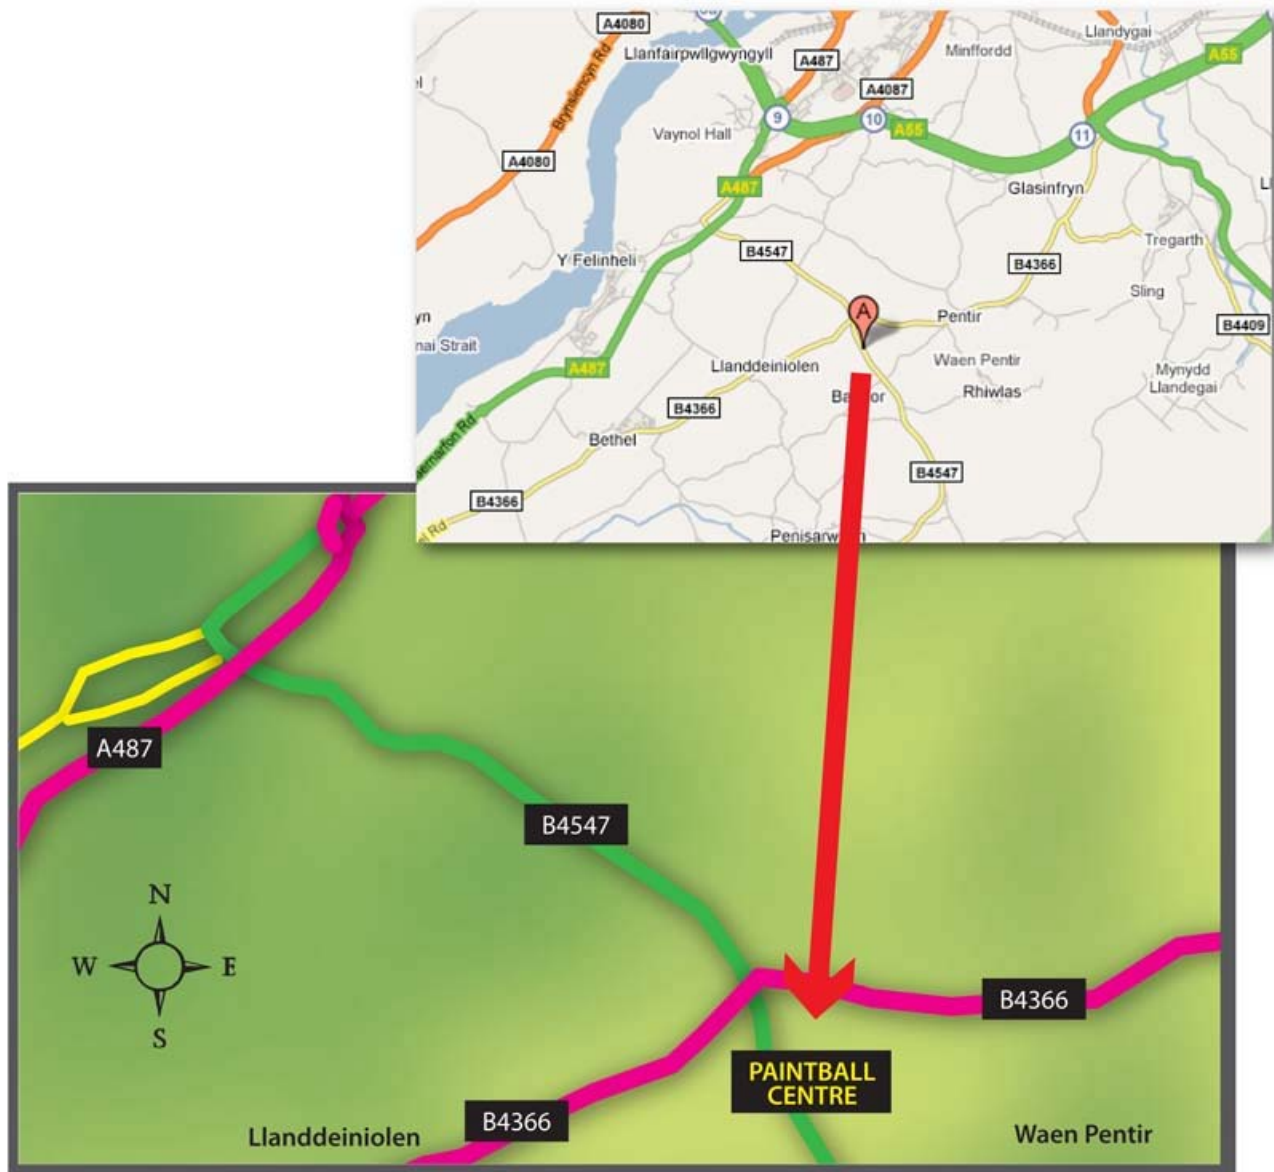 A4080
Llanfairpwllgwyngyll
A487
Minffordd
Llandygai
A55
Brynsiencyn Rd
A4087
9
10
A55
11
Vaynol Hall
A4080
A487
Glasinfryn
B4547
Tregarth
Y Felinheli
B4366
Sling
A
Pentir
B4409
nai Strait
A487
Llanddeiniolen
Waen Pentir
Mynydd
Llandegai
Rhiwlas
B4366
Bethel
B4547
B4366
A487
B4547
N
W
E
S
B4366
PAINTBALL
CENTRE
B4366
Llanddeiniolen
Waen Pentir